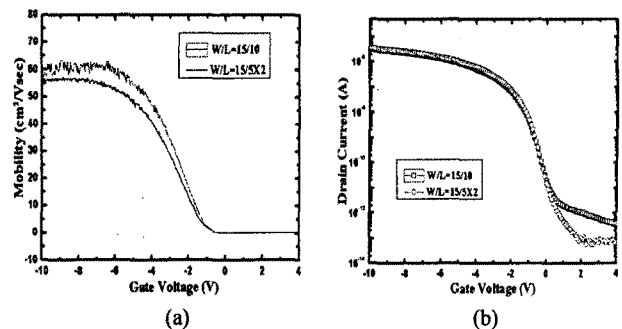 80
70
60
50
40
30
20
10
0
-10
Mobility (cm²/Vsec)
W/L=15/10
W/L=15/5X2
-10 -8 -6 -4 -2 0 2 4
Gate Voltage (V)
(a)
Drain Current (A)
W/L=15/10
W/L=15/5X2
-10 -8 -6 -4 -2 0 2 4
Gate Voltage (V)
(b)